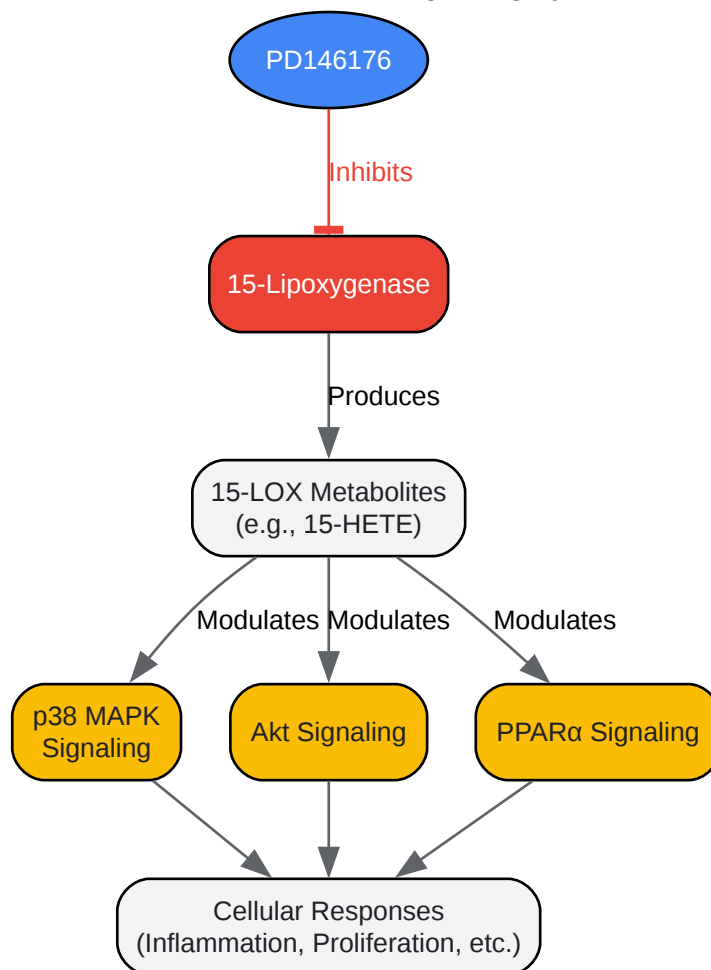 PD146176
Inhibits
15-Lipoxygenase
Produces
15-LOX Metabolites
(e.g., 15-HETE)
Modulates Modulates Modulates
p38 MAPK
Signaling
Akt Signaling
PPARα Signaling
Cellular Responses
(Inflammation, Proliferation, etc.)